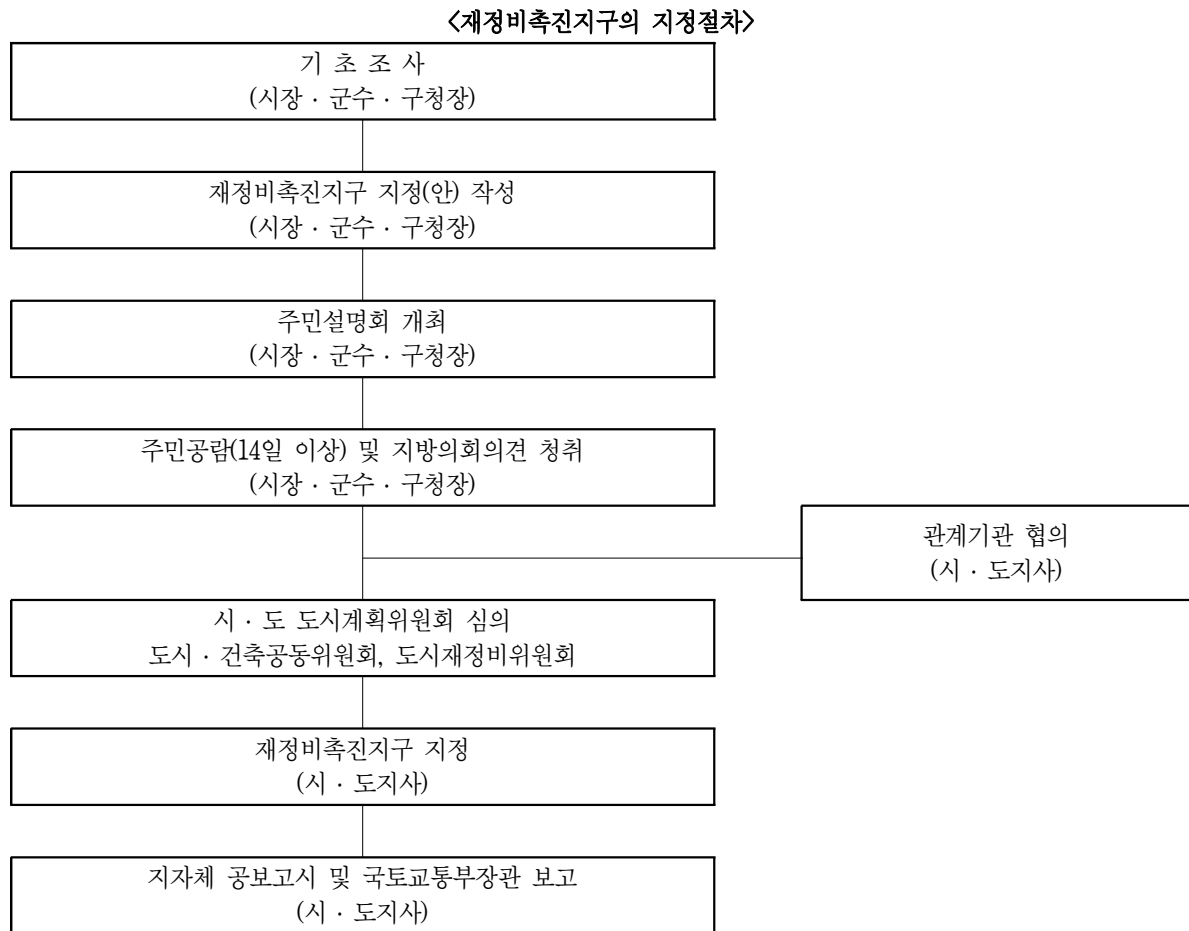 <재정비촉진지구의 지정절차>
기 초 조 사
(시장 · 군수 · 구청장)
재정비촉진지구 지정(안) 작성
(시장 · 군수 · 구청장)
주민설명회 개최
(시장 · 군수 · 구청장)
주민공람(14일 이상) 및 지방의회의견 청취
(시장 · 군수 · 구청장)
관계기관 협의
(시 · 도지사)
시 · 도 도시계획위원회 심의
도시 · 건축공동위원회, 도시재정비위원회
재정비촉진지구 지정
(시 · 도지사)
지자체 공보고시 및 국토교통부장관 보고
(시 · 도지사)